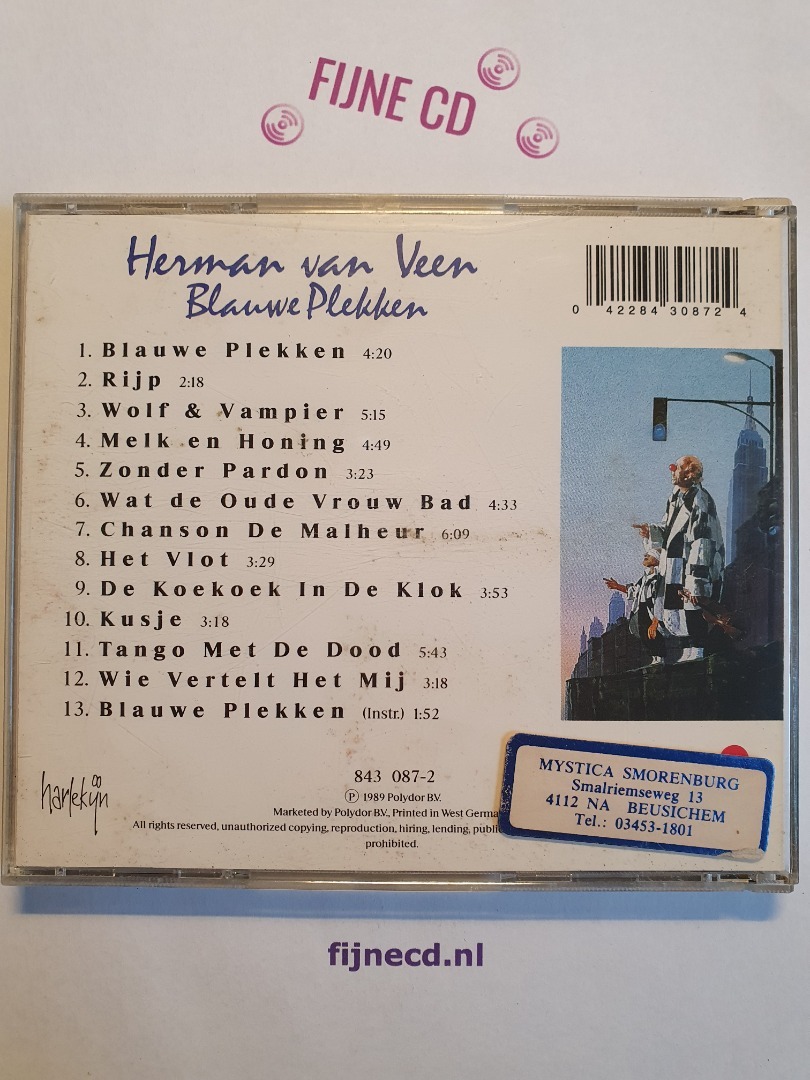 FIJNE CD
Herman van Veen
Blauwe Plekken
0 42284 30872 4
1. Blauwe Plekken 4:20
2. Rijp 2:18
3. Wolf & Vampier 5:15
4. Melk en Honing 4:49
5. Zonder Pardon 3:23
6. Wat de Oude Vrouw Bad 4:33
7. Chanson De Malheur 6:09
8. Het Vlot 3:29
9. De Koekoek In De Klok 3:53
10. Kusje 3:18
11. Tango Met De Dood 5:43
12. Wie Vertelt Het Mij 3:18
13. Blauwe Plekken (Instr.) 1:52
harlekijn
843 087-2
Ⓟ 1989 Polydor B.V.
Marketed by Polydor B.V., Printed in West Germa
All rights reserved, unauthorized copying, reproduction, hiring, lending, public
prohibited.
MYSTICA SMORENBURG
Smalriemseweg 13
4112 NA BEUSICHEM
Tel.: 03453-1801
fijnecd.nl